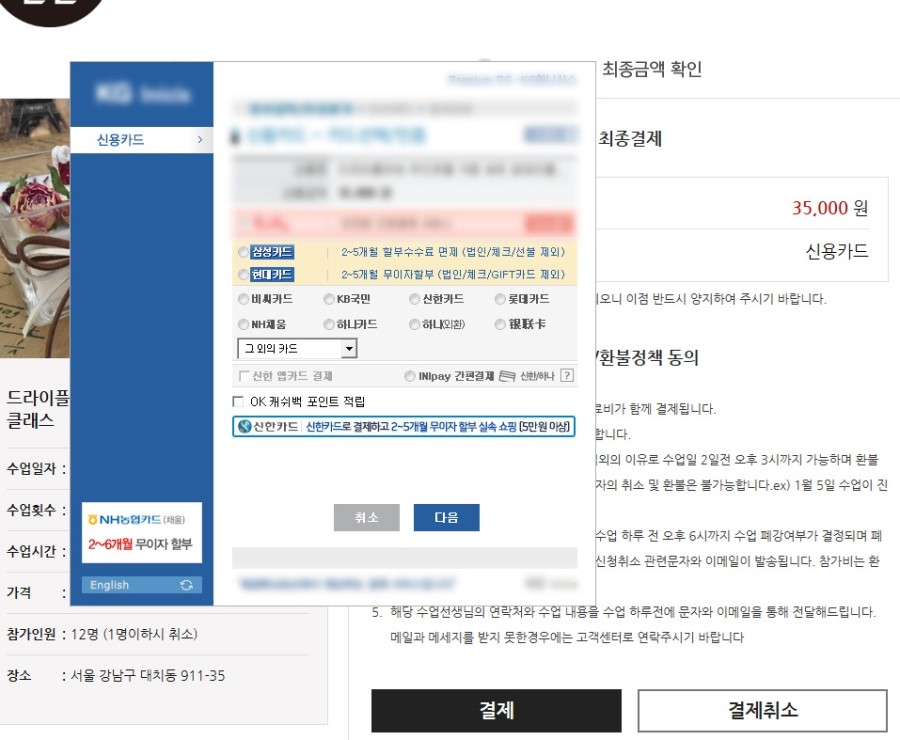 최종금액 확인
신용카드
최종결제
35,000 원
신용카드
삼성카드 2~5개월 할부수수료 면제 (법인/체크/선불 제외)
현대카드 2~5개월 무이자할부 (법인/체크/GIFT카드 제외)
비씨카드 KB국민 신한카드 롯데카드
NH채움 하나카드 하나(외환) 银联卡
그 외의 카드
신한 앱카드 결제 INIpay 간편결제 신한/하나 ?
OK 캐쉬백 포인트 적립
신한카드 신한카드로 결제하고 2~5개월 무이자 할부 실속 쇼핑 (5만원 이상)
취소 다음
NH농협카드(채움)
2~6개월 무이자 할부
English
오니 이점 반드시 양지하여 주시기 바랍니다.
/환불정책 동의
로비가 함께 결제됩니다.
합니다.
외의 이유로 수업일 2일전 오후 3시까지 가능하며 환불
자의 취소 및 환불은 불가능합니다.ex) 1월 5일 수업이 진
수업 하루 전 오후 6시까지 수업 폐강여부가 결정되며 폐
신청취소 관련문자와 이메일이 발송됩니다. 참가비는 환
5. 해당 수업선생님의 연락처와 수업 내용을 수업 하루전에 문자와 이메일을 통해 전달해드립니다.
메일과 메세지를 받지 못한경우에는 고객센터로 연락주시기 바랍니다
결제 결제취소
드라이플
클래스
수업일자 :
수업횟수 :
수업시간 :
가격 :
참가인원 : 12명 (1명이하시 취소)
장소 : 서울 강남구 대치동 911-35